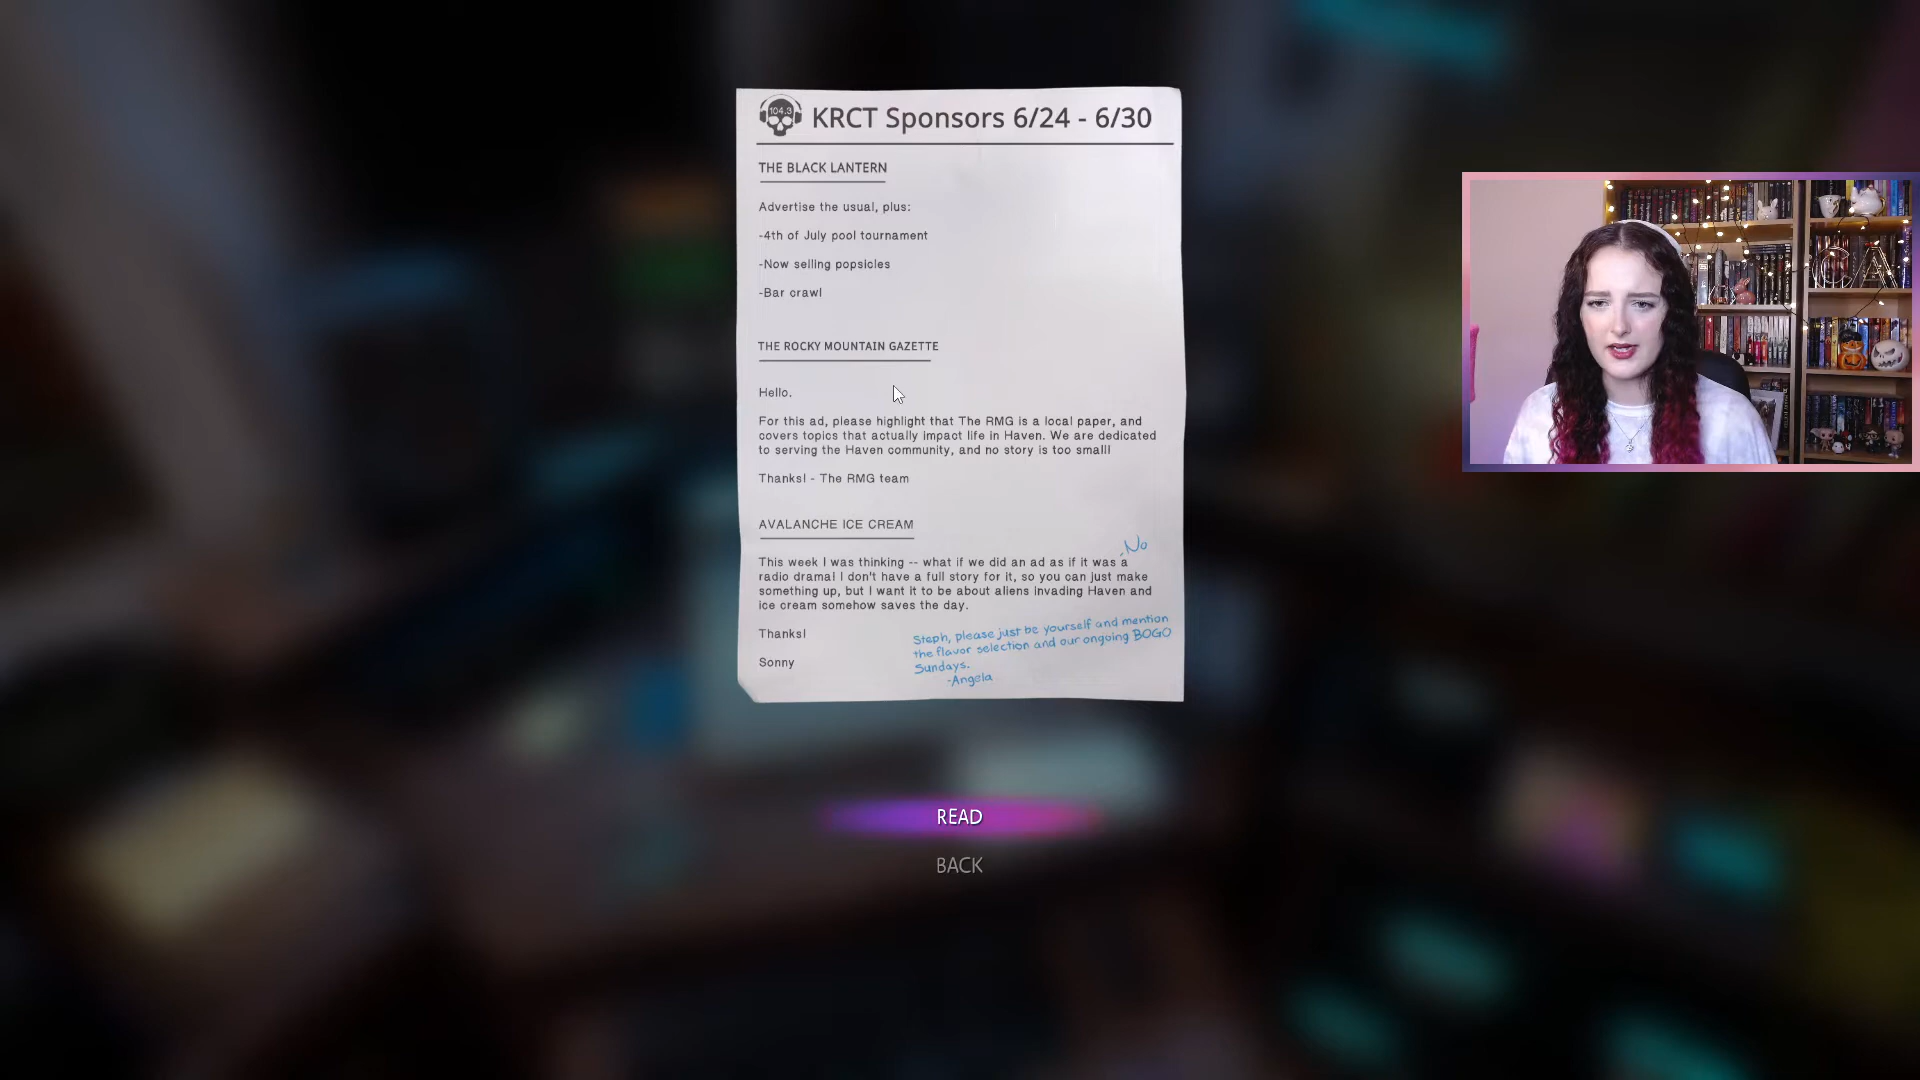 104.3
KRCT Sponsors 6/24 - 6/30
THE BLACK LANTERN
Advertise the usual, plus:
-4th of July pool tournament
-Now selling popsicles
-Bar crawl
THE ROCKY MOUNTAIN GAZETTE
Hello.
For this ad, please highlight that The RMG is a local paper, and
covers topics that actually impact life in Haven. We are dedicated
to serving the Haven community, and no story is too small!
Thanks! - The RMG team
AVALANCHE ICE CREAM
No
This week I was thinking -- what if we did an ad as if it was a
radio drama! I don't have a full story for it, so you can just make
something up, but I want it to be about aliens invading Haven and
ice cream somehow saves the day.
Thanks!
Sonny
Steph, please just be yourself and mention
the flavor selection and our ongoing BOGO
Sundays.
-Angela
READ
BACK